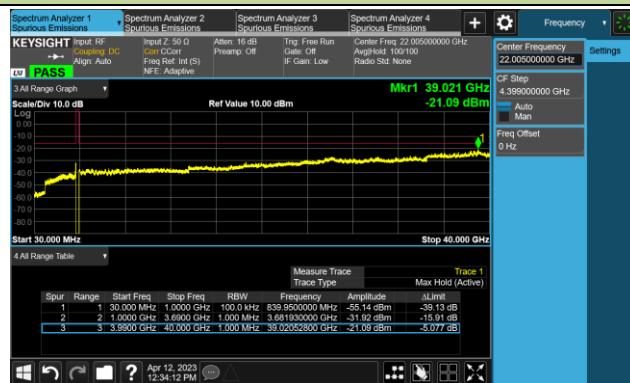 Spectrum Analyzer 1
Spurious Emissions
Spectrum Analyzer 2
Spurious Emissions
Spectrum Analyzer 3
Spurious Emissions
Spectrum Analyzer 4
Spurious Emissions
Frequency
KEYSIGHT
LXI
PASS
Input: RF
Coupling: DC
Align: Auto
Input Z: 50 Ω
Corr CCorr
Freq Ref: Int (S)
NFE: Adaptive
Atten: 16 dB
Preamp: Off
Trig: Free Run
Gate: Off
IF Gain: Low
Center Freq: 22.005000000 GHz
Avg|Hold: 100/100
Radio Std: None
Center Frequency
22.005000000 GHz
Settings
CF Step
4.399000000 GHz
Auto
Man
Freq Offset
0 Hz
3 All Range Graph
Mkr1 39.021 GHz
Scale/Div 10.0 dB
Ref Value 10.00 dBm
-21.09 dBm
Log
0.00
-10.0
-20.0
-30.0
-40.0
-50.0
-60.0
-70.0
-80.0
1
Start 30.000 MHz
Stop 40.000 GHz
4 All Range Table
Measure Trace Trace 1
Trace Type Max Hold (Active)
Spur Range Start Freq Stop Freq RBW Frequency Amplitude ΔLimit
1 1 30.000 MHz 1.0000 GHz 100.0 kHz 839.9500000 MHz -55.14 dBm -39.13 dB
2 2 1.0000 GHz 3.6900 GHz 1.000 MHz 3.681930000 GHz -31.92 dBm -15.91 dB
3 3 3.9900 GHz 40.000 GHz 1.000 MHz 39.02052800 GHz -21.09 dBm -5.077 dB
Apr 12, 2023
12:34:12 PM